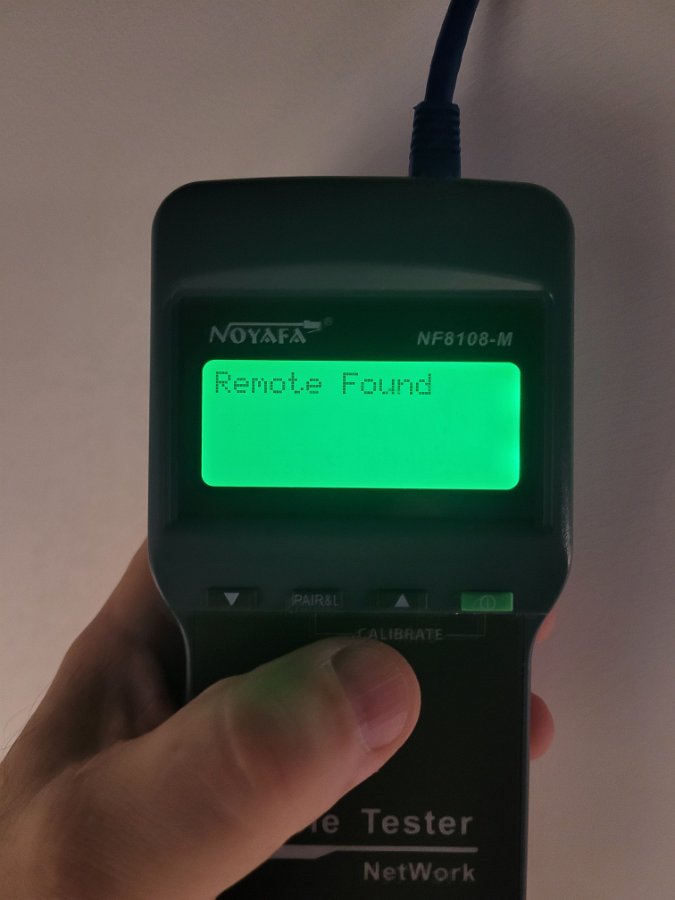 NOYAFA®
NF8108-M
Remote Found
PAIR&L
CALIBRATE
Tester
NetWork